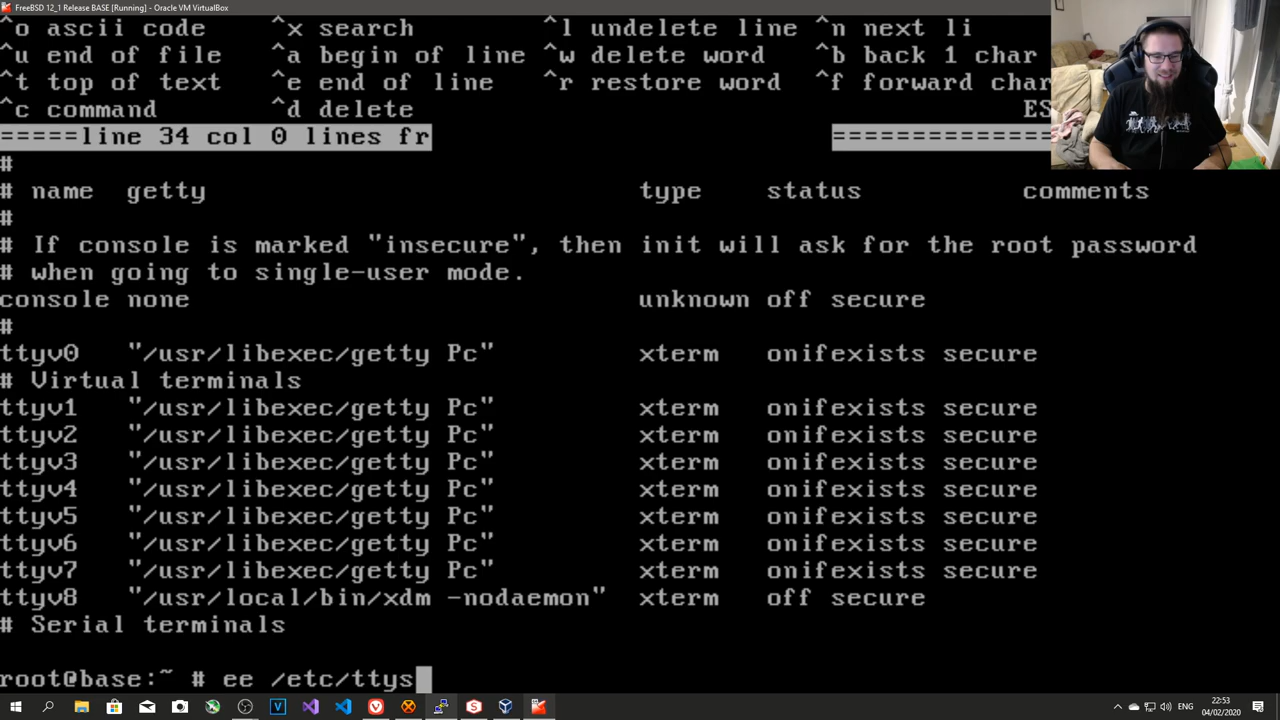 FreeBSD 12_1 Release BASE [Running] - Oracle VM VirtualBox
^o ascii code ^x search ^l undelete line ^n next li
^u end of file ^a begin of line ^w delete word ^b back 1 char
^t top of text ^e end of line ^r restore word ^f forward char
^c command ^d delete ES
=====line 34 col 0 lines fr ==============
#
# name getty type status comments
#
# If console is marked "insecure", then init will ask for the root password
# when going to single-user mode.
console none unknown off secure
#
ttyv0 "/usr/libexec/getty Pc" xterm onifexists secure
# Virtual terminals
ttyv1 "/usr/libexec/getty Pc" xterm onifexists secure
ttyv2 "/usr/libexec/getty Pc" xterm onifexists secure
ttyv3 "/usr/libexec/getty Pc" xterm onifexists secure
ttyv4 "/usr/libexec/getty Pc" xterm onifexists secure
ttyv5 "/usr/libexec/getty Pc" xterm onifexists secure
ttyv6 "/usr/libexec/getty Pc" xterm onifexists secure
ttyv7 "/usr/libexec/getty Pc" xterm onifexists secure
ttyv8 "/usr/local/bin/xdm -nodaemon" xterm off secure
# Serial terminals
root@base:~ # ee /etc/ttys
ENG
22:53
04/02/2020